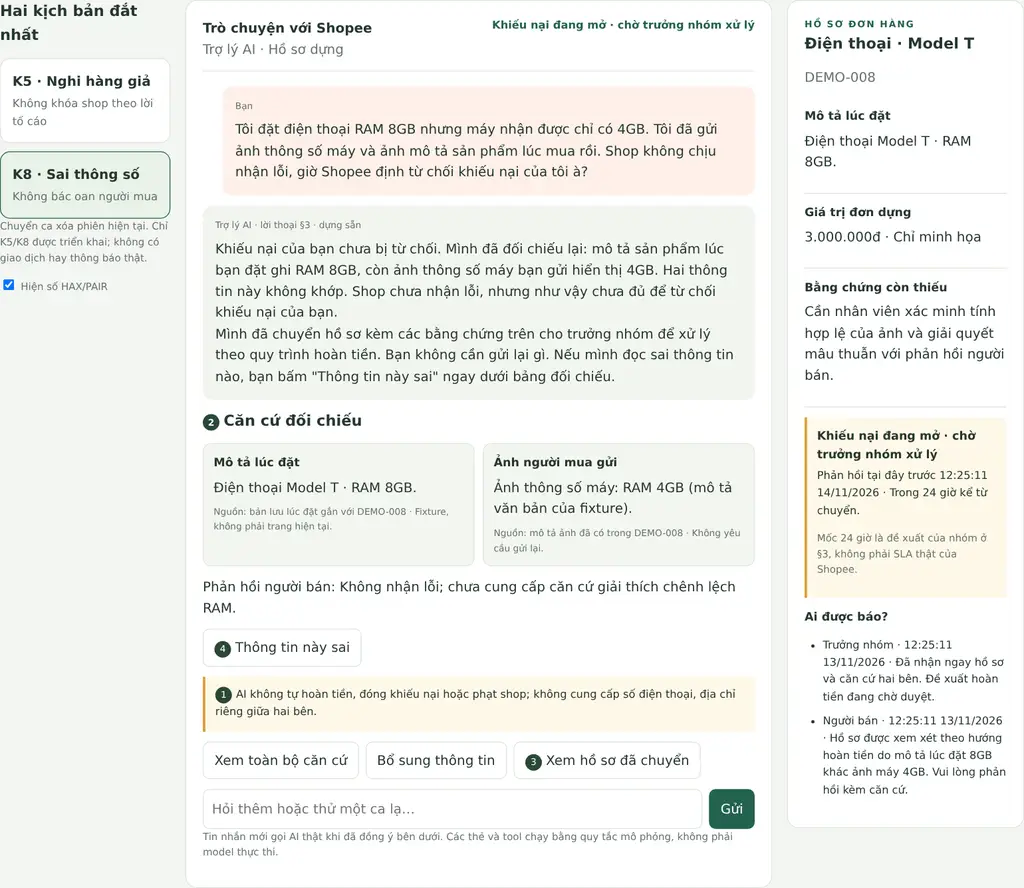 Hai kịch bản đắt
nhất
K5 · Nghi hàng giả
Không khóa shop theo lời
tố cáo
K8 · Sai thông số
Không bác oan người mua
Chuyển ca xóa phiên hiện tại. Chỉ
K5/K8 được triển khai; không có
giao dịch hay thông báo thật.
Hiện số HAX/PAIR
Trò chuyện với Shopee
Trợ lý AI · Hồ sơ dựng
Khiếu nại đang mở · chờ trưởng nhóm xử lý
Bạn
Tôi đặt điện thoại RAM 8GB nhưng máy nhận được chỉ có 4GB. Tôi đã gửi
ảnh thông số máy và ảnh mô tả sản phẩm lúc mua rồi. Shop không chịu
nhận lỗi, giờ Shopee định từ chối khiếu nại của tôi à?
Trợ lý AI · lời thoại §3 · dựng sẵn
Khiếu nại của bạn chưa bị từ chối. Mình đã đối chiếu lại: mô tả sản phẩm lúc
bạn đặt ghi RAM 8GB, còn ảnh thông số máy bạn gửi hiển thị 4GB. Hai thông
tin này không khớp. Shop chưa nhận lỗi, nhưng như vậy chưa đủ để từ chối
khiếu nại của bạn.
Mình đã chuyển hồ sơ kèm các bằng chứng trên cho trưởng nhóm để xử lý
theo quy trình hoàn tiền. Bạn không cần gửi lại gì. Nếu mình đọc sai thông tin
nào, bạn bấm "Thông tin này sai" ngay dưới bảng đối chiếu.
2 Căn cứ đối chiếu
Mô tả lúc đặt
Điện thoại Model T · RAM 8GB.
Nguồn: bản lưu lúc đặt gắn với DEMO-008 · Fixture,
không phải trang hiện tại.
Ảnh người mua gửi
Ảnh thông số máy: RAM 4GB (mô tả
văn bản của fixture).
Nguồn: mô tả ảnh đã có trong DEMO-008 · Không yêu
cầu gửi lại.
Phản hồi người bán: Không nhận lỗi; chưa cung cấp căn cứ giải thích chênh lệch
RAM.
4 Thông tin này sai
1 AI không tự hoàn tiền, đóng khiếu nại hoặc phạt shop; không cung cấp số điện thoại, địa chỉ
riêng giữa hai bên.
Xem toàn bộ căn cứ
Bổ sung thông tin
3 Xem hồ sơ đã chuyển
Hỏi thêm hoặc thử một ca lạ...
Gửi
Tin nhắn mới gọi AI thật khi đã đồng ý bên dưới. Các thẻ và tool chạy bằng quy tắc mô phỏng, không phải
model thực thi.
HỒ SƠ ĐƠN HÀNG
Điện thoại · Model T
DEMO-008
Mô tả lúc đặt
Điện thoại Model T · RAM
8GB.
Giá trị đơn dựng
3.000.000đ · Chỉ minh họa
Bằng chứng còn thiếu
Cần nhân viên xác minh tính
hợp lệ của ảnh và giải quyết
mâu thuẫn với phản hồi người
bán.
Khiếu nại đang mở · chờ
trưởng nhóm xử lý
Phản hồi tại đây trước 12:25:11
14/11/2026 · Trong 24 giờ kể từ
chuyển.
Mốc 24 giờ là đề xuất của nhóm ở
§3, không phải SLA thật của
Shopee.
Ai được báo?
• Trưởng nhóm · 12:25:11
13/11/2026 · Đã nhận ngay hồ sơ
và căn cứ hai bên. Đề xuất hoàn
tiền đang chờ duyệt.
• Người bán · 12:25:11 13/11/2026
· Hồ sơ được xem xét theo hướng
hoàn tiền do mô tả lúc đặt 8GB
khác ảnh máy 4GB. Vui lòng phản
hồi kèm căn cứ.